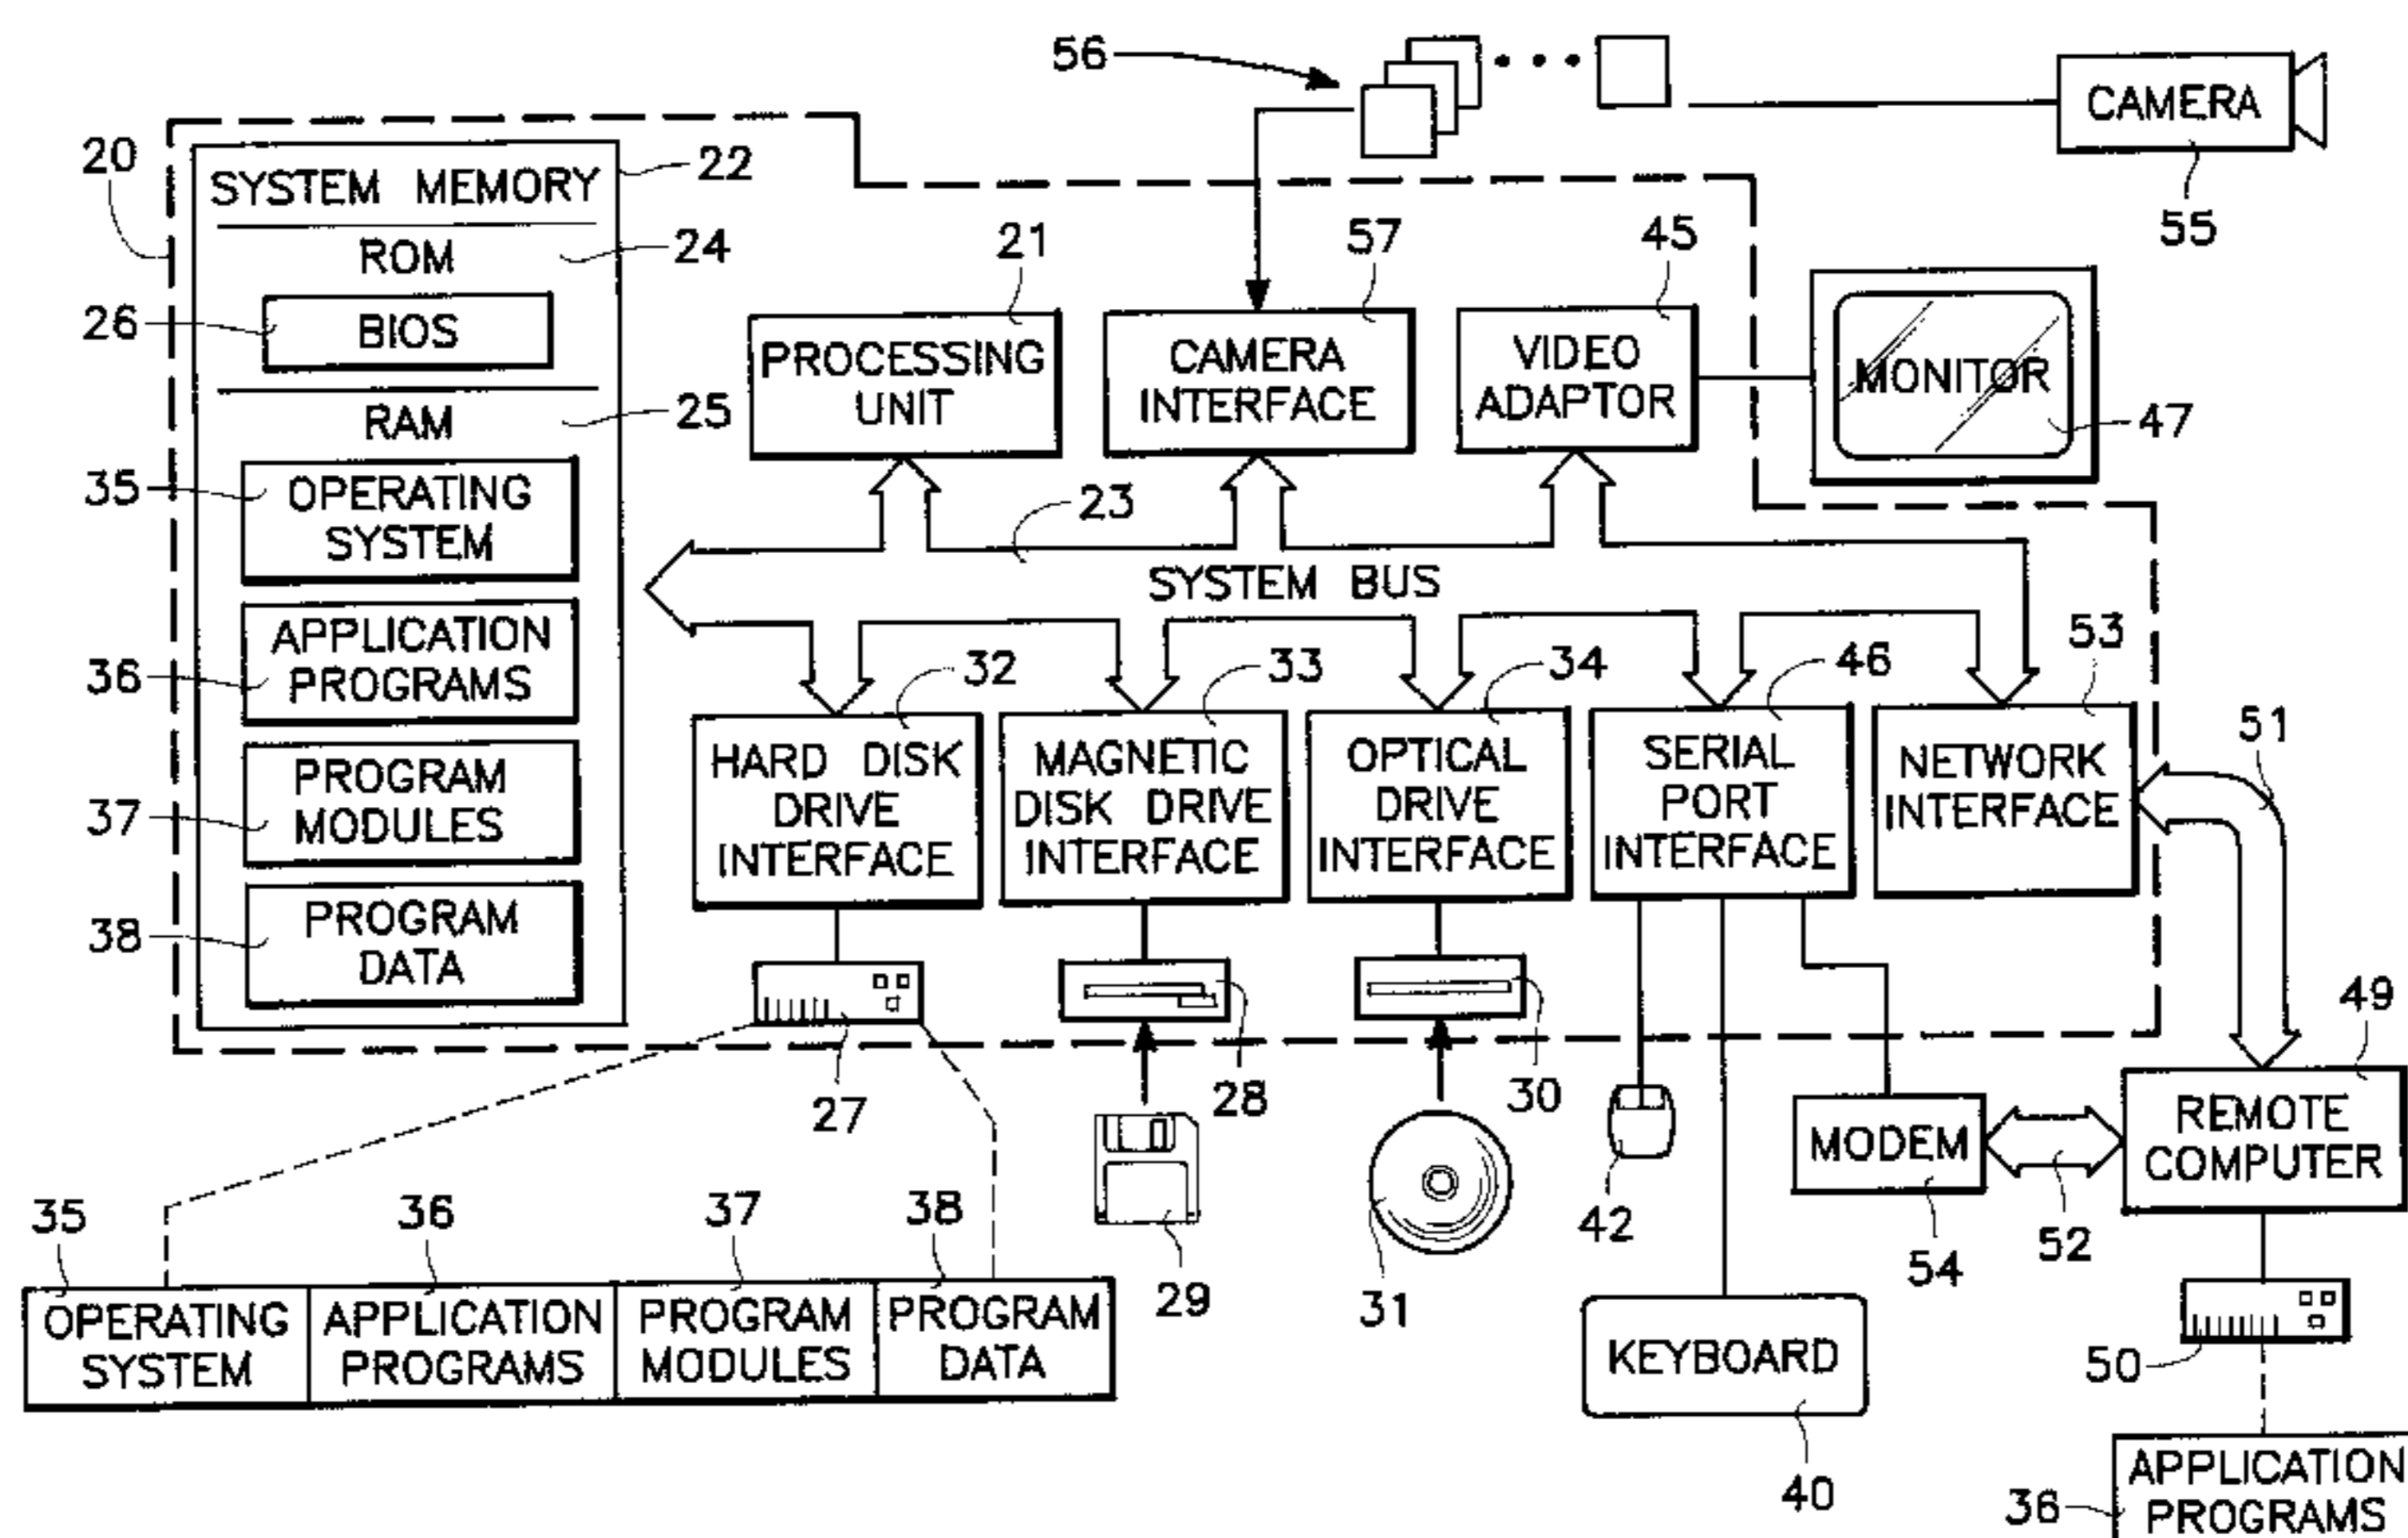 56
CAMERA
55
20
22
SYSTEM MEMORY
ROM
24
26
BIOS
RAM
25
35
OPERATING
SYSTEM
36
APPLICATION
PROGRAMS
37
PROGRAM
MODULES
38
PROGRAM
DATA
21
PROCESSING
UNIT
57
CAMERA
INTERFACE
45
VIDEO
ADAPTOR
MONITOR
47
23
SYSTEM BUS
32
HARD DISK
DRIVE
INTERFACE
33
MAGNETIC
DISK DRIVE
INTERFACE
34
OPTICAL
DRIVE
INTERFACE
46
SERIAL
PORT
INTERFACE
53
NETWORK
INTERFACE
51
27
28
30
49
REMOTE
COMPUTER
MODEM
54
52
42
29
31
35
OPERATING
SYSTEM
36
APPLICATION
PROGRAMS
37
PROGRAM
MODULES
38
PROGRAM
DATA
KEYBOARD
40
50
APPLICATION
PROGRAMS
36